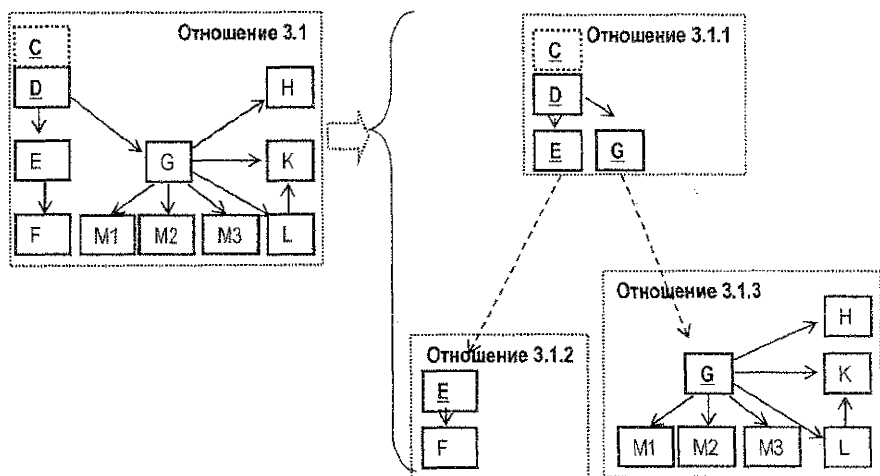 Отношение 3.1
C
D
H
E
G
K
F
M1
M2
M3
L
Отношение 3.1.1
C
D
E
G
Отношение 3.1.2
E
F
Отношение 3.1.3
H
G
K
M1
M2
M3
L